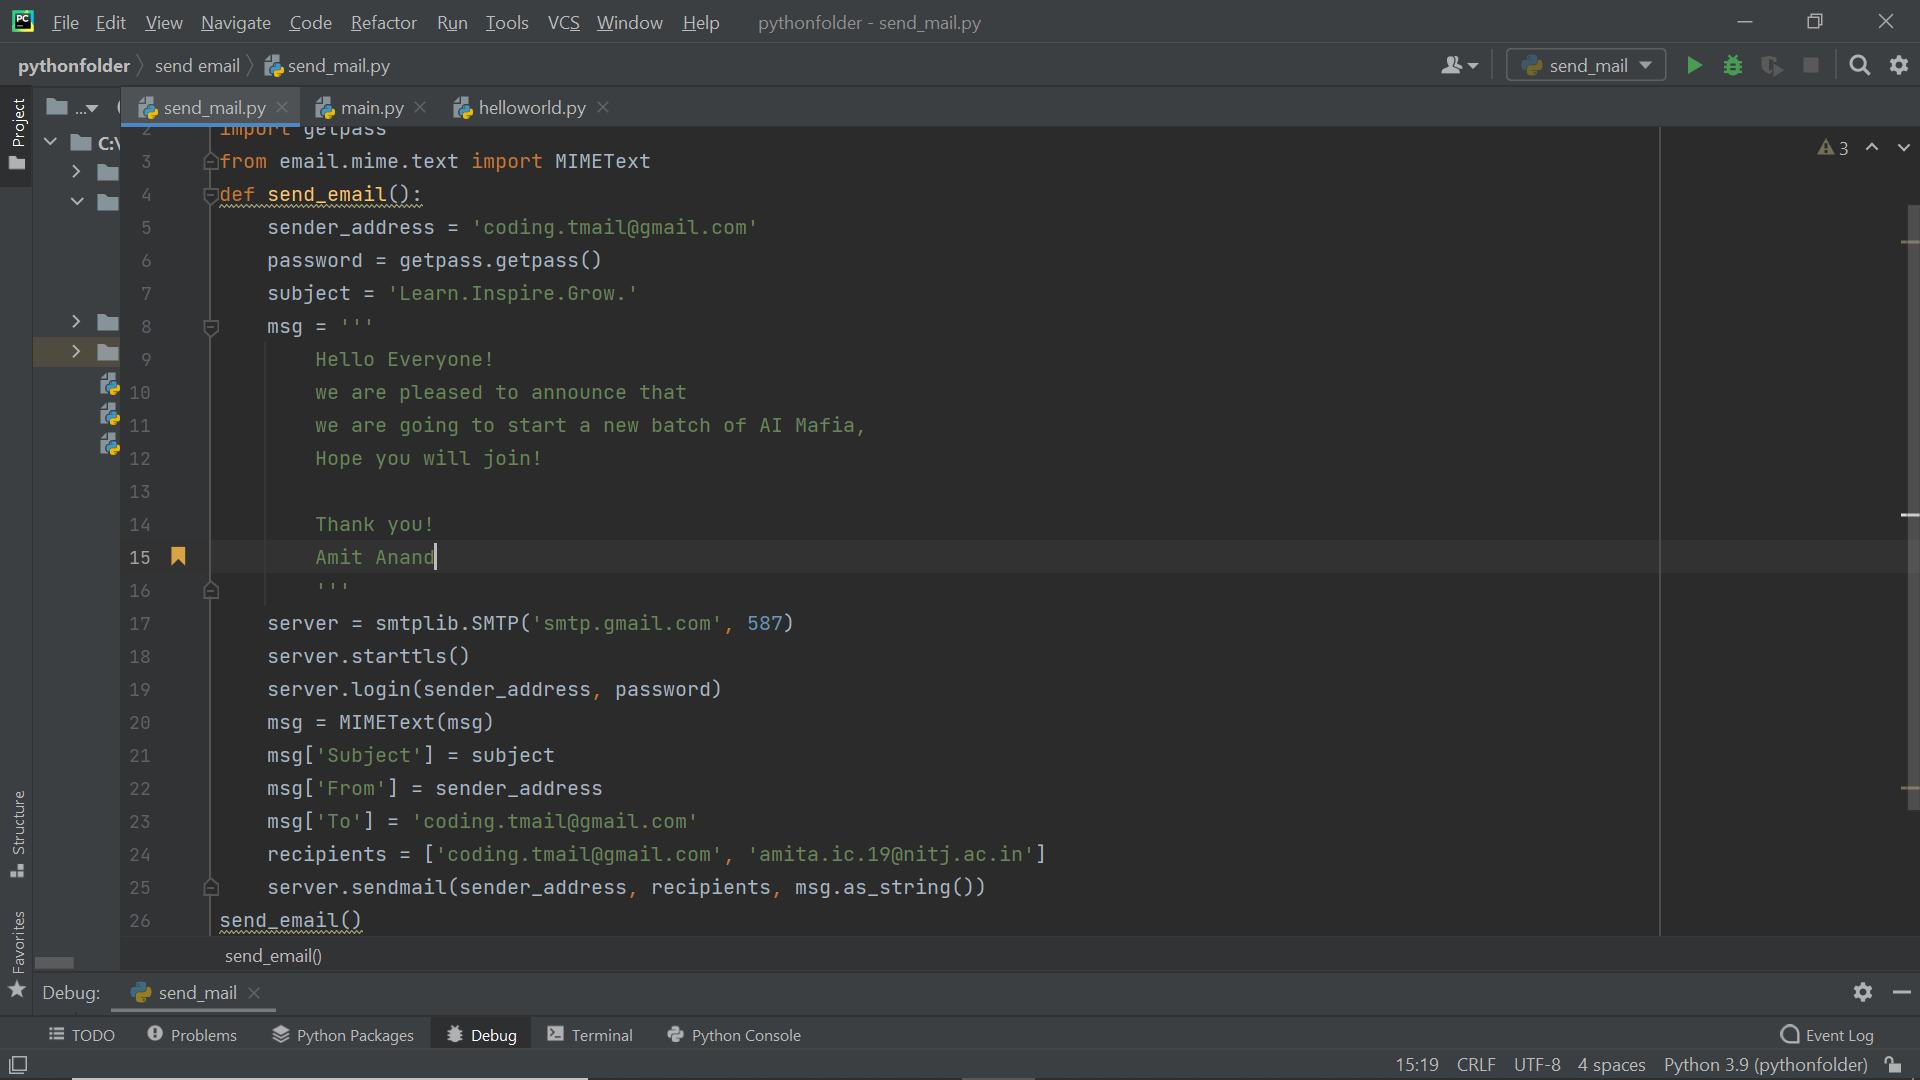 PC File Edit View Navigate Code Refactor Run Tools VCS Window Help pythonfolder - send_mail.py
pythonfolder send email send_mail.py send_mail
Project ... send_mail.py main.py helloworld.py
C:\
2 import getpass
3 from email.mime.text import MIMEText
3
4 def send_email():
5 sender_address = 'coding.tmail@gmail.com'
6 password = getpass.getpass()
7 subject = 'Learn.Inspire.Grow.'
8 msg = '''
9 Hello Everyone!
10 we are pleased to announce that
11 we are going to start a new batch of AI Mafia,
12 Hope you will join!
13
14 Thank you!
15 Amit Anand
16 '''
17 server = smtplib.SMTP('smtp.gmail.com', 587)
18 server.starttls()
19 server.login(sender_address, password)
20 msg = MIMEText(msg)
21 msg['Subject'] = subject
22 msg['From'] = sender_address
23 msg['To'] = 'coding.tmail@gmail.com'
24 recipients = ['coding.tmail@gmail.com', 'amita.ic.19@nitj.ac.in']
25 server.sendmail(sender_address, recipients, msg.as_string())
26 send_email()
send_email()
Structure
Favorites
Debug: send_mail
TODO Problems Python Packages Debug Terminal Python Console Event Log
15:19 CRLF UTF-8 4 spaces Python 3.9 (pythonfolder)